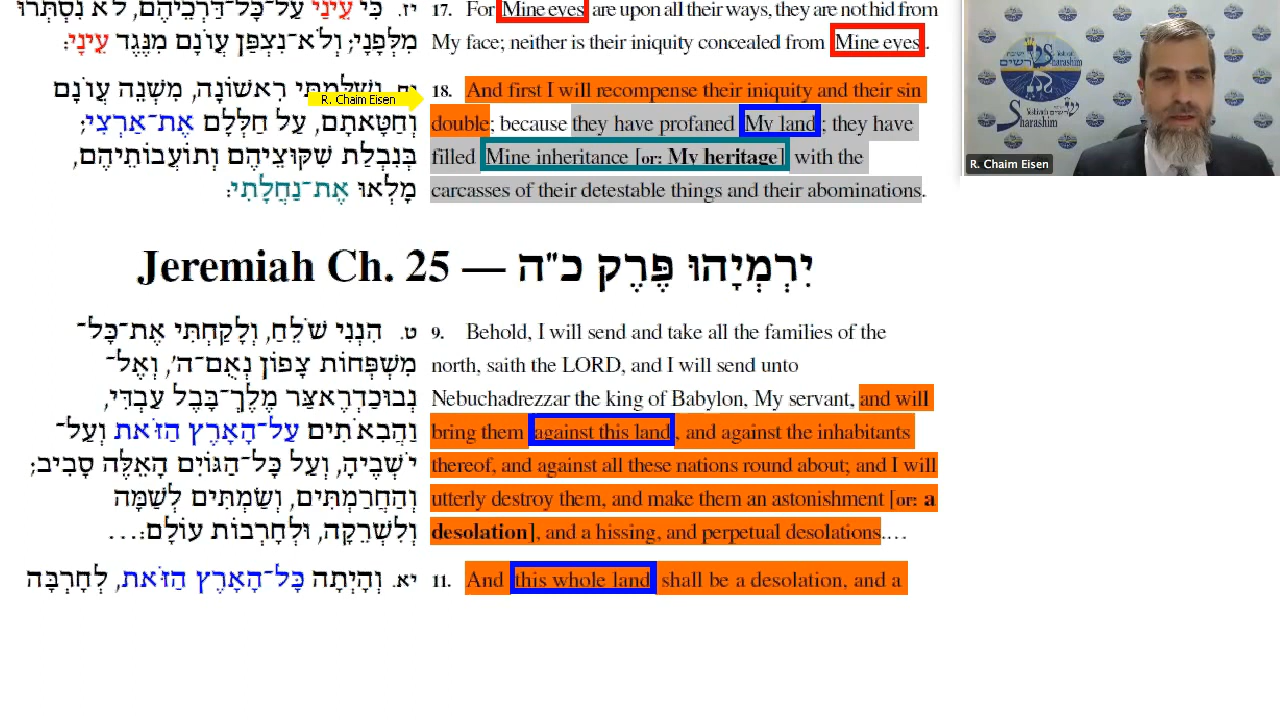 יז. כִּי עֵינַי עַל־כָּל־דַּרְכֵיהֶם, לֹא נִסְתְּרוּ
מִלְּפָנָי; וְלֹא־נִצְפַּן עֲוֺנָם מִנֶּגֶד עֵינָי:
17. For Mine eyes are upon all their ways, they are not hid from
My face; neither is their iniquity concealed from Mine eyes.
R. Chaim Eisen
רִאשׁוֹנָה, מִשְׁנֵה עֲוֺנָם
וְחַטָּאתָם, עַל חַלְּלָם אֶת־אַרְצִי;
בְּנִבְלַת שִׁקּוּצֵיהֶם וְתוֹעֲבוֹתֵיהֶם,
מָלְאוּ אֶת־נַחֲלָתִי:
18. And first I will recompense their iniquity and their sin
double; because they have profaned My land; they have
filled Mine inheritance [or: My heritage] with the
carcasses of their detestable things and their abominations.
Jeremiah Ch. 25 — יִרְמְיָהוּ פֶּרֶק כ"ה
ט. הִנְנִי שֹׁלֵחַ, וְלָקַחְתִּי אֶת־כָּל־
מִשְׁפְּחוֹת צָפוֹן נְאֻם־ה', וְאֶל־
נְבוּכַדְרֶאצַּר מֶלֶךְ־בָּבֶל עַבְדִּי,
וַהֲבִאֹתִים עַל־הָאָרֶץ הַזֹּאת וְעַל־
יֹשְׁבֶיהָ, וְעַל כָּל־הַגּוֹיִם הָאֵלֶּה סָבִיב;
וְהַחֲרַמְתִּים, וְשַׂמְתִּים לְשַׁמָּה
וְלִשְׁרֵקָה, וּלְחָרְבוֹת עוֹלָם:…
9. Behold, I will send and take all the families of the
north, saith the LORD, and I will send unto
Nebuchadrezzar the king of Babylon, My servant, and will
bring them against this land, and against the inhabitants
thereof, and against all these nations round about; and I will
utterly destroy them, and make them an astonishment [or: a
desolation], and a hissing, and perpetual desolations.…
יא. וְהָיְתָה כָּל־הָאָרֶץ הַזֹּאת, לְחָרְבָּה
11. And this whole land shall be a desolation, and a
R. Chaim Eisen